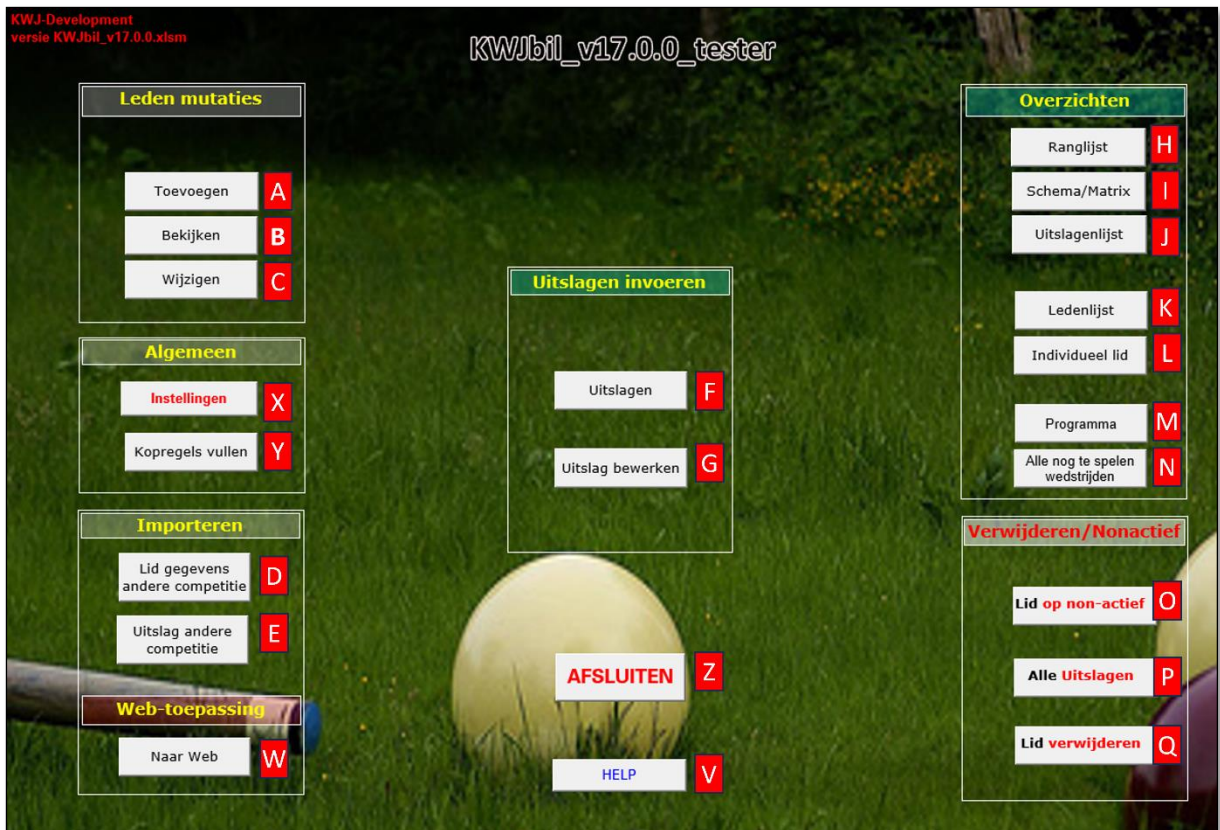 KWJ-Development
versie KWJbil_v17.0.0.xlsm
KWJbil_v17.0.0_tester
Leden mutaties
Toevoegen A
Bekijken B
Wijzigen C
Algemeen
Instellingen X
Kopregels vullen Y
Importeren
Lid gegevens
andere competitie D
Uitslag andere
competitie E
Web-toepassing
Naar Web W
Uitslagen invoeren
Uitslagen F
Uitslag bewerken G
AFSLUITEN Z
HELP V
Overzichten
Ranglijst H
Schema/Matrix I
Uitslagenlijst J
Ledenlijst K
Individueel lid L
Programma M
Alle nog te spelen
wedstrijden N
Verwijderen/Nonactief
Lid op non-actief O
Alle Uitslagen P
Lid verwijderen Q